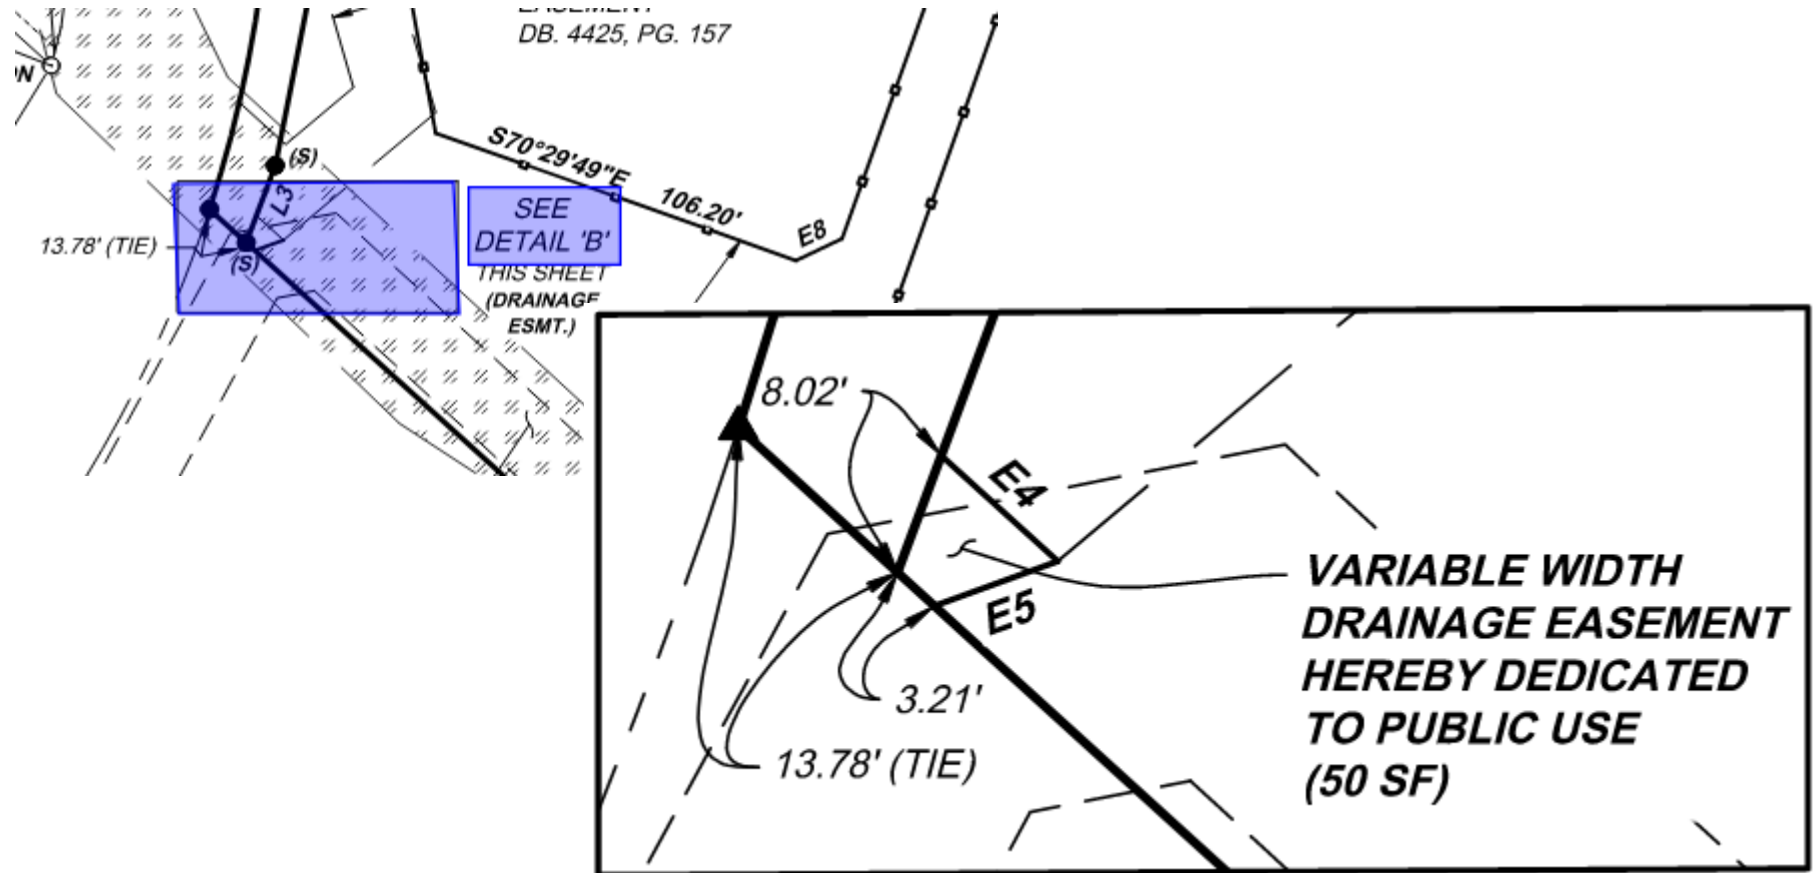 DB. 4425, PG. 157
(S)
S70°29'49"E
106.20'
E8
L3
13.78' (TIE)
(S)
SEE
DETAIL 'B'
THIS SHEET
(DRAINAGE
ESMT.)
8.02'
E4
E5
3.21'
13.78' (TIE)
VARIABLE WIDTH
DRAINAGE EASEMENT
HEREBY DEDICATED
TO PUBLIC USE
(50 SF)